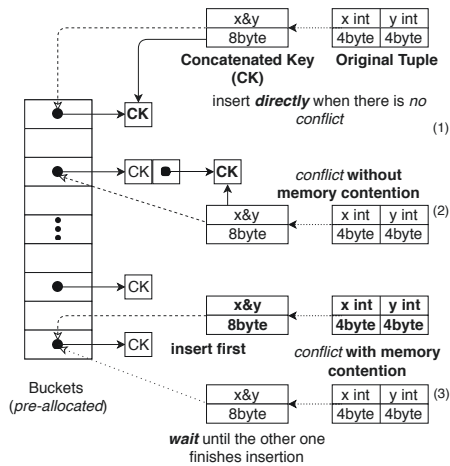 x&y x int y int
8byte 4byte 4byte
Concatenated Key Original Tuple
(CK)
insert directly when there is no
conflict
(1)
CK
CK CK
conflict without
memory contention
x&y x int y int (2)
8byte 4byte 4byte
CK
x&y x int y int
8byte 4byte 4byte
CK
insert first conflict with memory
contention
Buckets
(pre-allocated)
x&y x int y int (3)
8byte 4byte 4byte
wait until the other one
finishes insertion